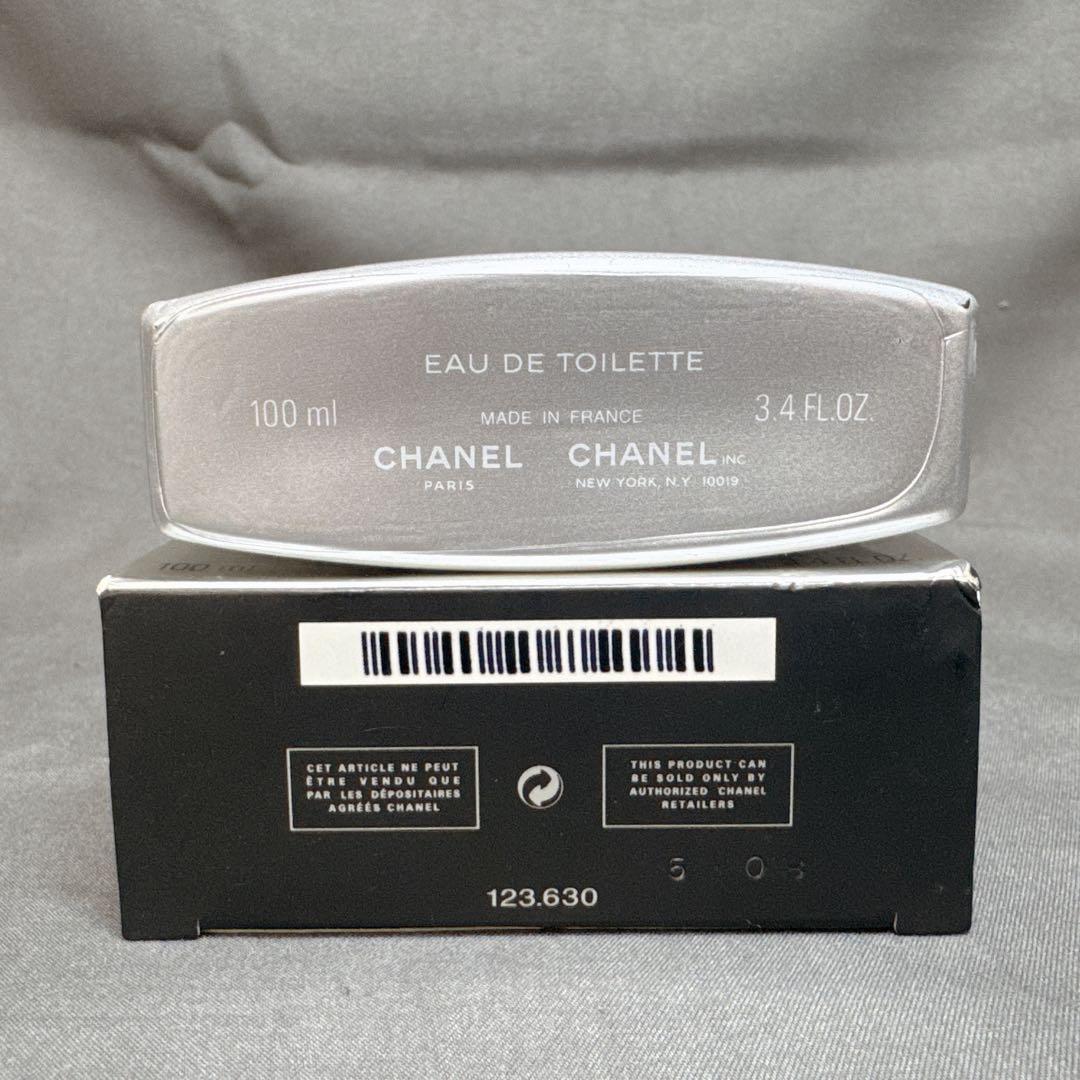 EAU DE TOILETTE
100 ml
MADE IN FRANCE
3.4 FL.OZ.
CHANEL
PARIS
CHANEL INC
NEW YORK, N.Y. 10019
100 ml
CET ARTICLE NE PEUT
ÊTRE VENDU QUE
PAR LES DÉPOSITAIRES
AGRÉÉS CHANEL
THIS PRODUCT CAN
BE SOLD ONLY BY
AUTHORIZED CHANEL
RETAILERS
123.630